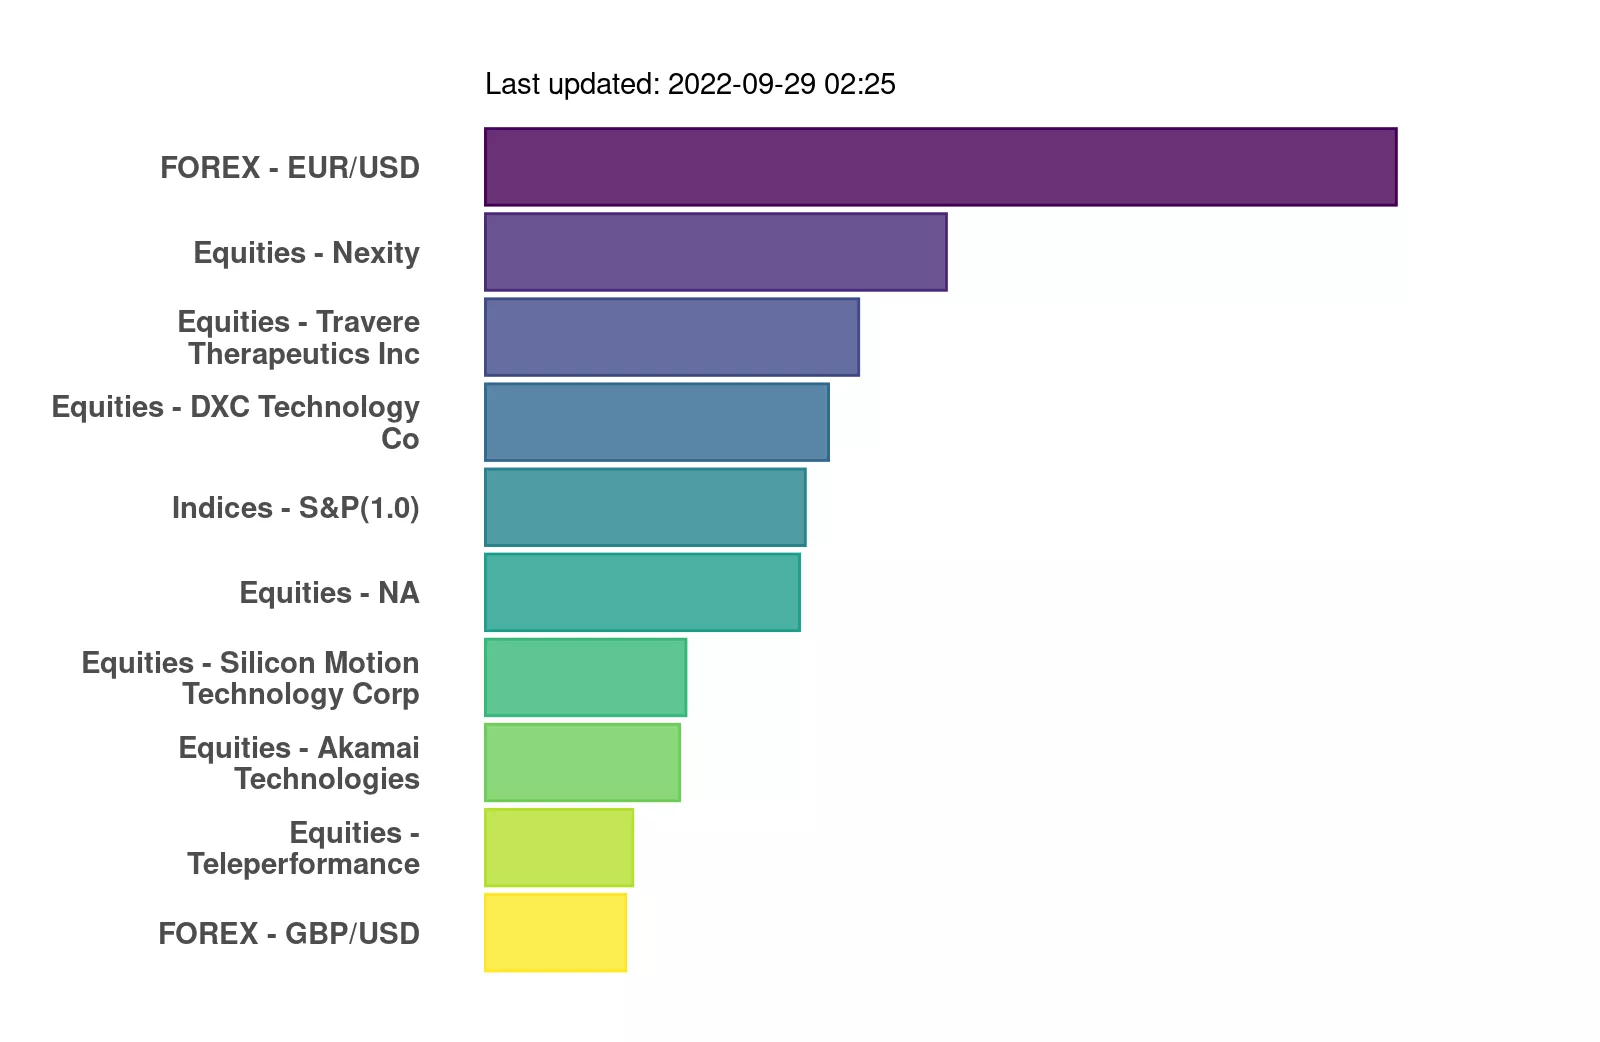 Last updated: 2022-09-29 02:25
FOREX - EUR/USD
Equities - Nexity
Equities - Travere
Therapeutics Inc
Equities - DXC Technology
Co
Indices - S&P(1.0)
Equities - NA
Equities - Silicon Motion
Technology Corp
Equities - Akamai
Technologies
Equities -
Teleperformance
FOREX - GBP/USD